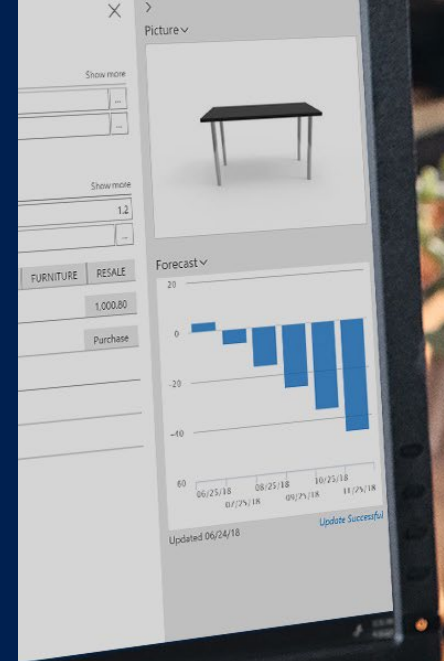 Show more
...
...
Show more
1.2
...
FURNITURE RESALE
1,000.80
Purchase
Picture
Forecast
20
0
-20
-40
60
06/25/18 08/25/18 10/25/18
07/25/18 09/25/18 11/25/18
Updated 06/24/18 Update Successful